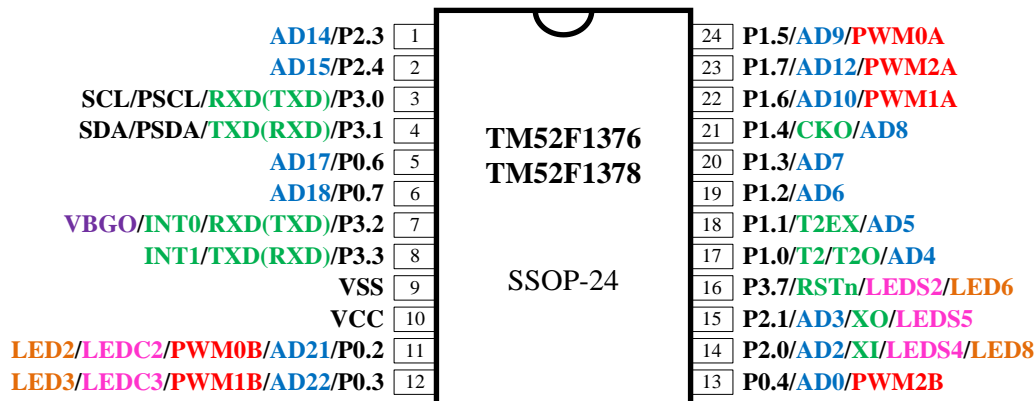 AD14/P2.3 1 24 P1.5/AD9/PWM0A
AD15/P2.4 2 23 P1.7/AD12/PWM2A
SCL/PSCL/RXD(TXD)/P3.0 3 22 P1.6/AD10/PWM1A
SDA/PSDA/TXD(RXD)/P3.1 4 21 P1.4/CKO/AD8
TM52F1376
AD17/P0.6 5 20 P1.3/AD7
TM52F1378
AD18/P0.7 6 19 P1.2/AD6
VBGO/INT0/RXD(TXD)/P3.2 7 18 P1.1/T2EX/AD5
INT1/TXD(RXD)/P3.3 8 17 P1.0/T2/T2O/AD4
VSS 9 SSOP-24 16 P3.7/RSTn/LEDS2/LED6
VCC 10 15 P2.1/AD3/XO/LEDS5
LED2/LEDC2/PWM0B/AD21/P0.2 11 14 P2.0/AD2/XI/LEDS4/LED8
LED3/LEDC3/PWM1B/AD22/P0.3 12 13 P0.4/AD0/PWM2B